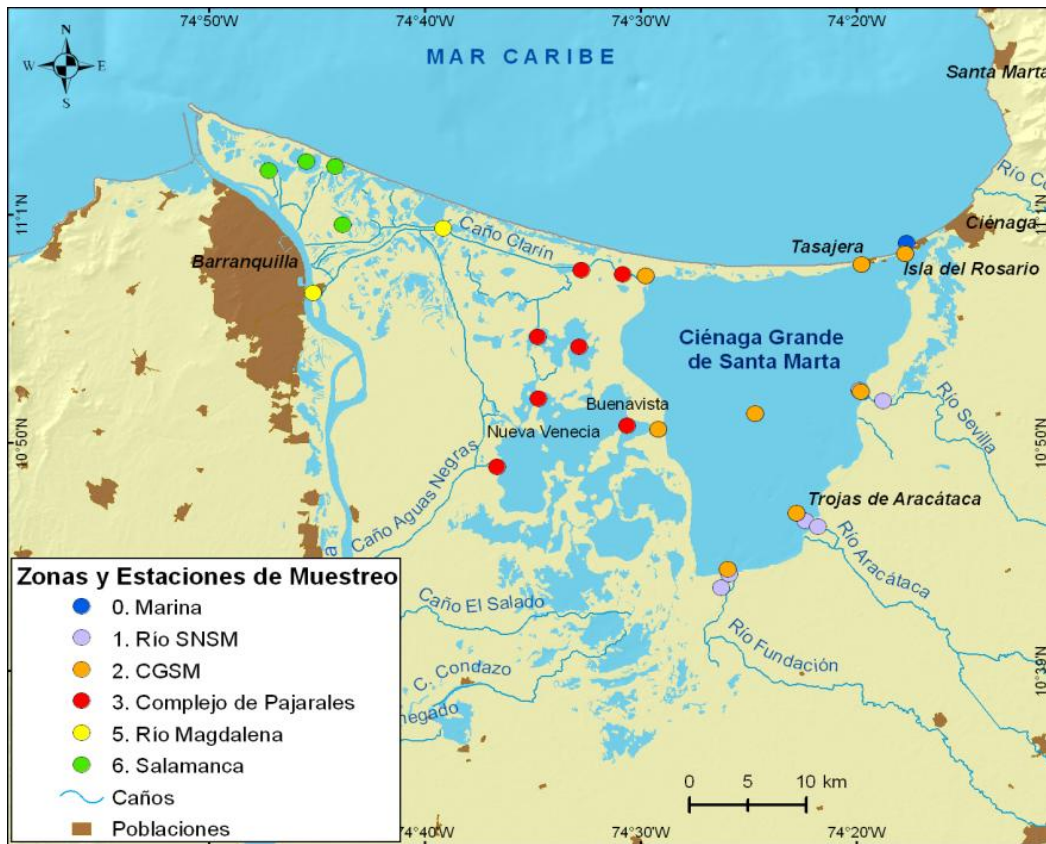 74°50'W
74°40'W
74°30'W
74°20'W
N
W
E
S
MAR CARIBE
Santa Marta
11°1'N
11°1'N
Caño Clarín
Ciénaga
Tasajera
Isla del Rosario
Barranquilla
Ciénaga Grande
de Santa Marta
Buenavista
Nueva Venecia
Río Sevilla
10°50'N
10°50'N
Caño Aguas Negras
Trojas de Aracátaca
Río Aracátaca
Caño El Salado
Río Fundación
C. Condazo
10°39'N
Zonas y Estaciones de Muestreo
0. Marina
1. Río SNSM
2. CGSM
3. Complejo de Pajarales
5. Río Magdalena
6. Salamanca
Caños
Poblaciones
0 5 10 km
74°40'W
74°30'W
74°20'W